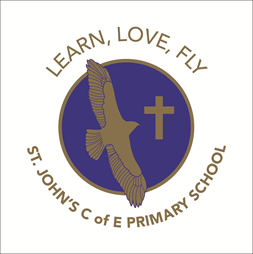 LEARN, LOVE, FLY
ST. JOHN'S C of E PRIMARY SCHOOL